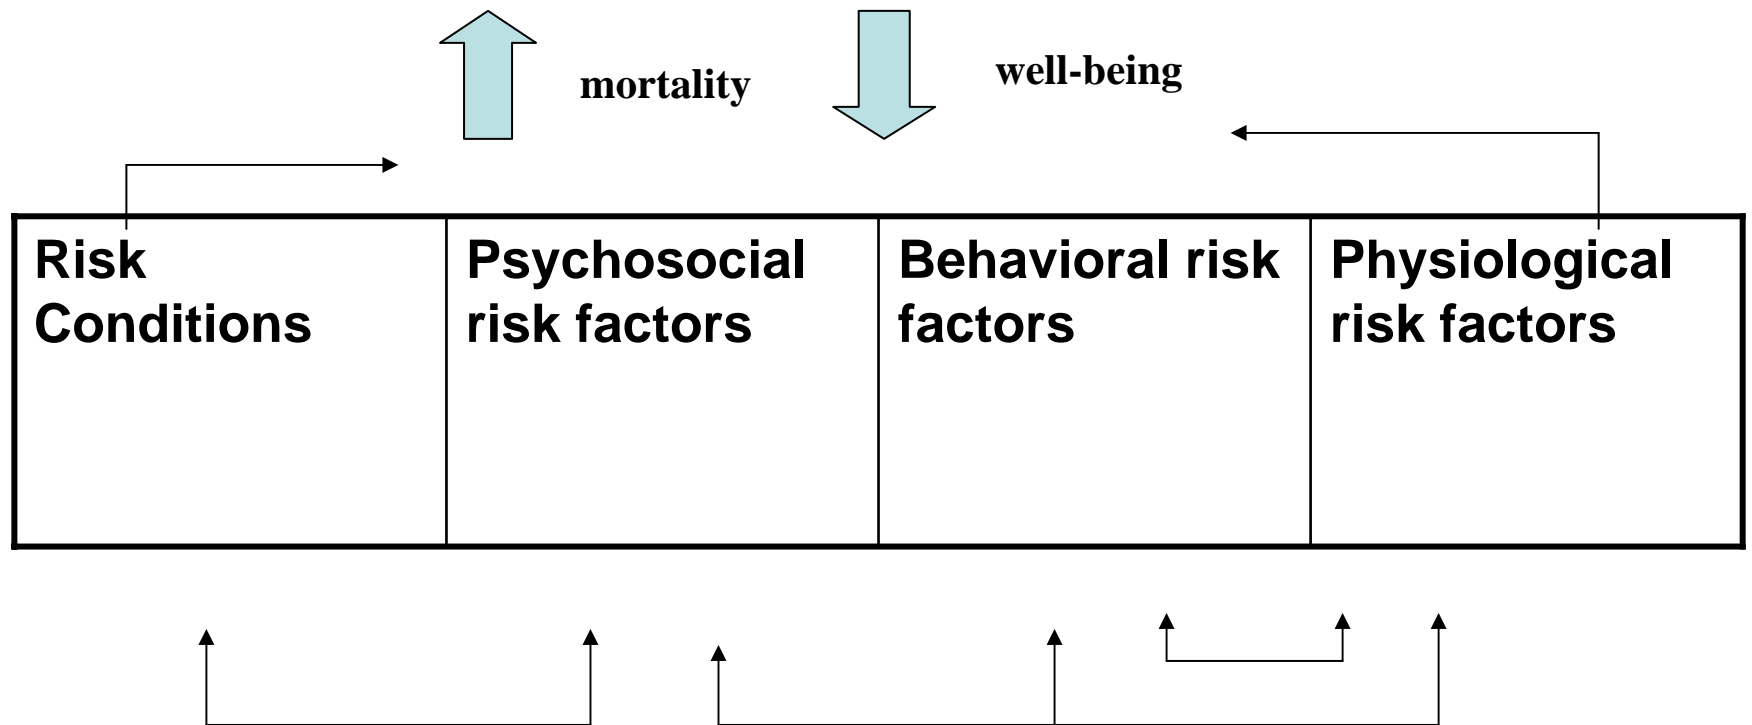 mortality
well-being
Risk
Conditions
Psychosocial
risk factors
Behavioral risk
factors
Physiological
risk factors